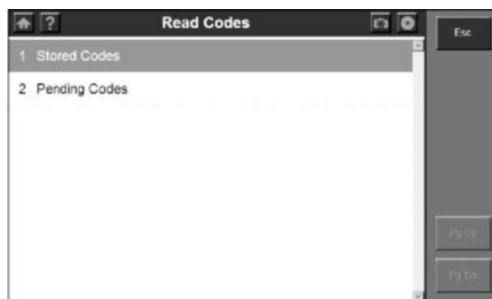 ?
Read Codes
Esc
1 Stored Codes
2 Pending Codes
Pg Up
Pg Dn